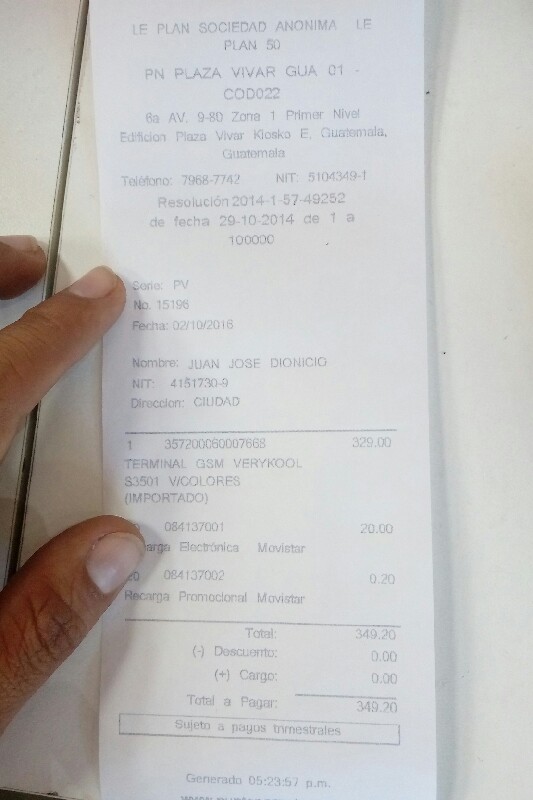 LE PLAN SOCIEDAD ANONIMA LE
PLAN 50
PN PLAZA VIVAR GUA 01 -
COD022
6a AV. 9-80 Zona 1 Primer Nivel
Edificion Plaza Vivar Kiosko E, Guatemala,
Guatemala
Teléfono: 7968-7742 NIT: 5104349-1
Resolución 2014-1-57-49252
de fecha 29-10-2014 de 1 a
100000
Serie: PV
No. 15196
Fecha: 02/10/2016
Nombre: JUAN JOSE DIONICIO
NIT: 4151730-9
Direccion: CIUDAD
1 357200060007668 329.00
TERMINAL GSM VERYKOOL
S3501 V/COLORES
(IMPORTADO)
084137001 20.00
arga Electrónica Movistar
20 084137002 0.20
Recarga Promocional Movistar
Total: 349.20
(-) Descuento: 0.00
(+) Cargo: 0.00
Total a Pagar: 349.20
Sujeto a pagos trimestrales
Generado 05:23:57 p.m.